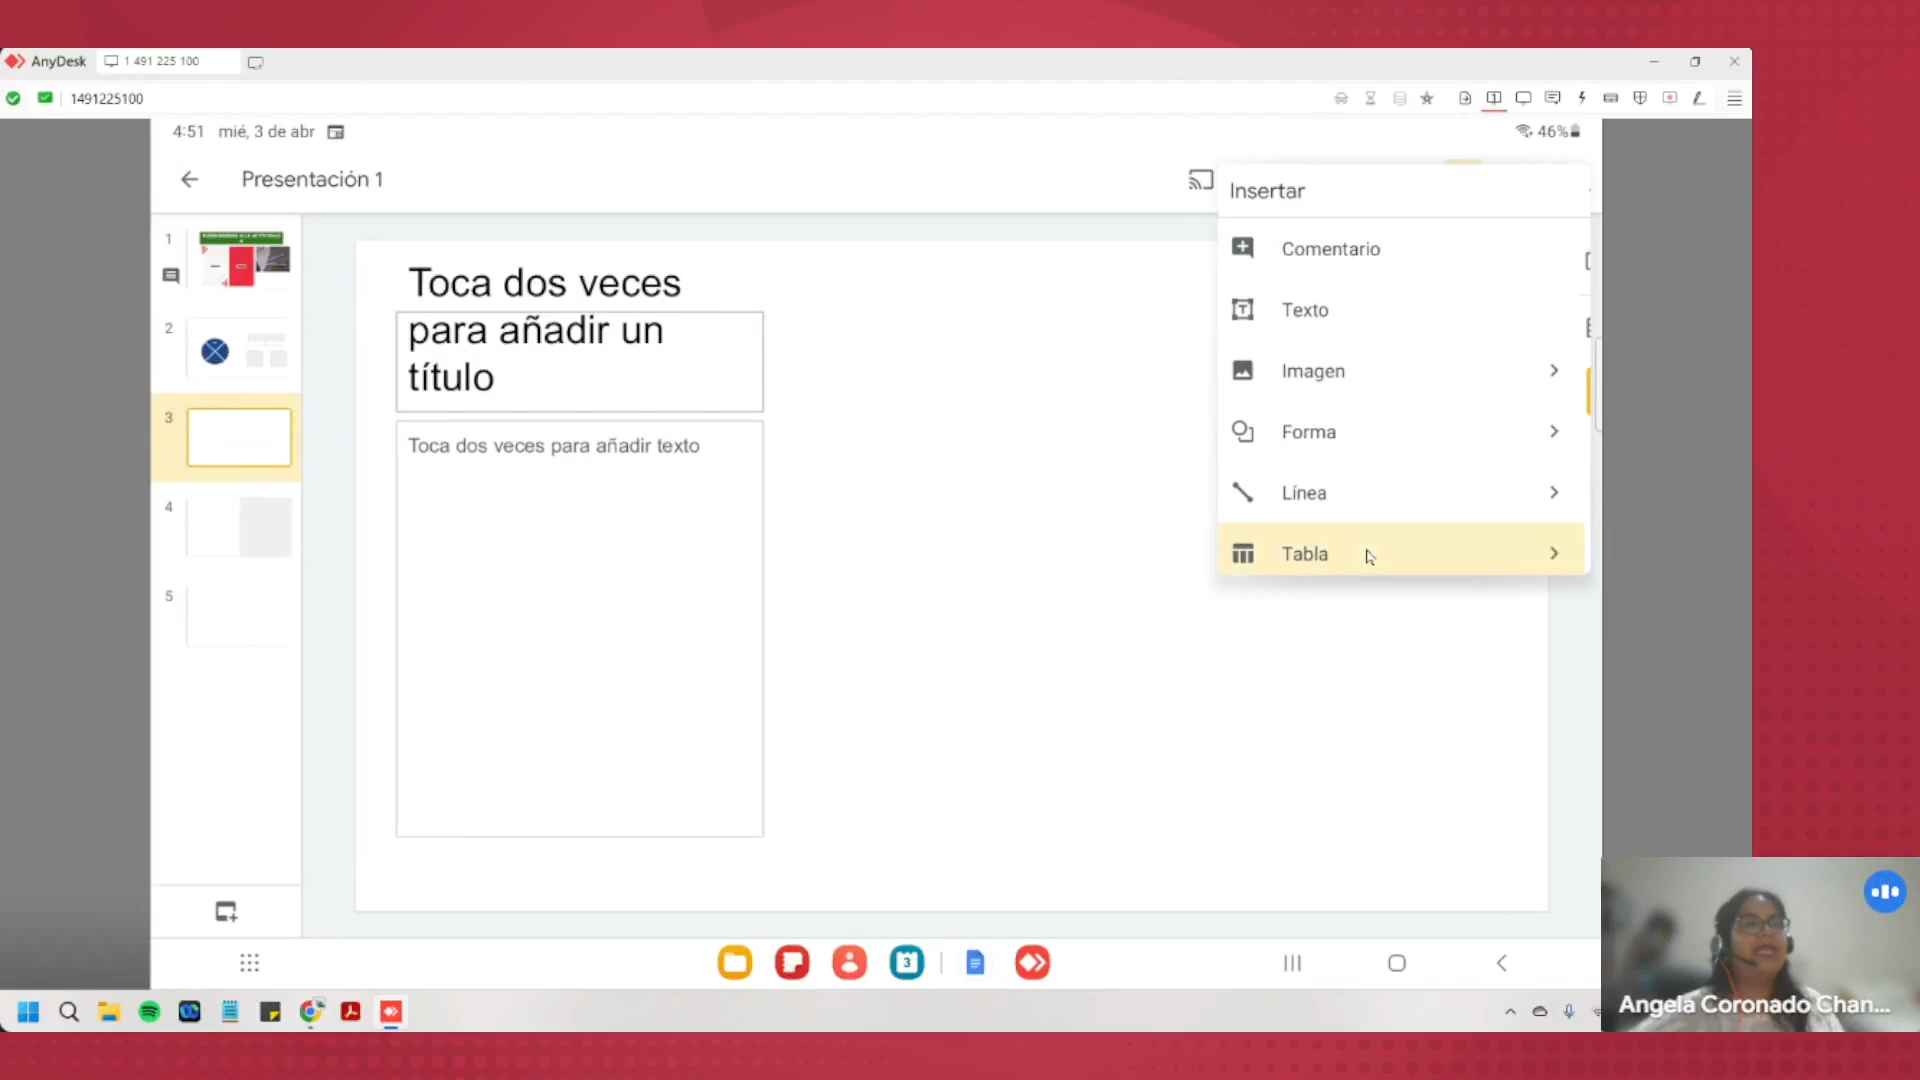 AnyDesk
1 491 225 100
1491225100
4:51 mié, 3 de abr
46%
Presentación 1
Insertar
1
2
3
4
5
Toca dos veces
para añadir un
título
Toca dos veces para añadir texto
Comentario
Texto
Imagen
Forma
Línea
Tabla
3
Angela Coronado Chan...